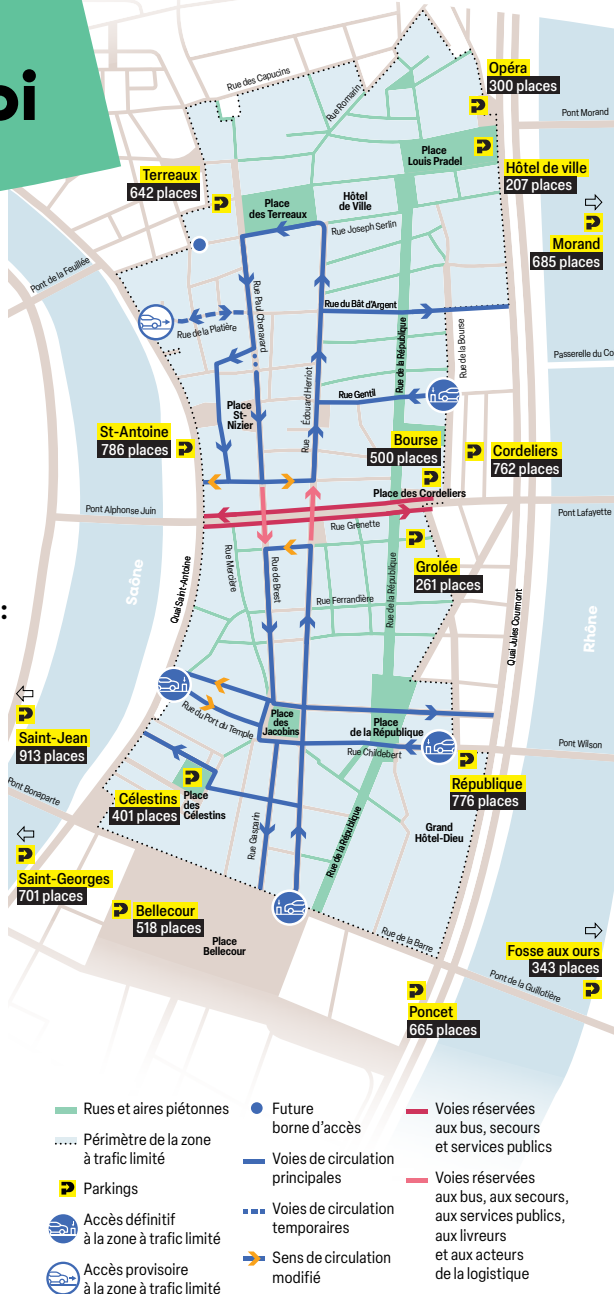 oi
Rue des Capucins
Rue Romarin
Opéra
300 places
Pont Morand
Place
Louis Pradel
Hôtel de ville
207 places
Terreaux
642 places
Place
des Terreaux
Hôtel
de Ville
Rue Joseph Serlin
Morand
685 places
Pont de la Feuillée
Rue Paul Chenavard
Rue du Bât d'Argent
Rue de la Platière
Rue de la République
Rue de la Bourse
Passerelle du Co
Rue Édouard Herriot
Rue Gentil
Place
St-
Nizier
St-Antoine
786 places
Bourse
500 places
Cordeliers
762 places
Place des Cordeliers
Pont Alphonse Juin
Rue Grenette
Pont Lafayette
Saône
Quai Saint-Antoine
Rue Mercière
Rue de Brest
Rue Ferrandière
Rue de la République
Grolée
261 places
Quai Jules Courmont
Rhône
:
Rue du Port du Temple
Place
des
Jacobins
Place
de la République
Rue Childebert
Pont Wilson
Saint-Jean
913 places
Pont Bonaparte
Célestins
401 places
Place
des
Célestins
République
776 places
Rue Gasparin
Rue de la République
Grand
Hôtel-Dieu
Saint-Georges
701 places
Bellecour
518 places
Place
Bellecour
Rue de la Barre
Fosse aux ours
343 places
Pont de la Guillotière
Poncet
665 places
Rues et aires piétonnes
Périmètre de la zone
à trafic limité
Parkings
Accès définitif
à la zone à trafic limité
Accès provisoire
à la zone à trafic limité
Future
borne d'accès
Voies de circulation
principales
Voies de circulation
temporaires
Sens de circulation
modifié
Voies réservées
aux bus, secours
et services publics
Voies réservées
aux bus, aux secours,
aux services publics,
aux livreurs
et aux acteurs
de la logistique